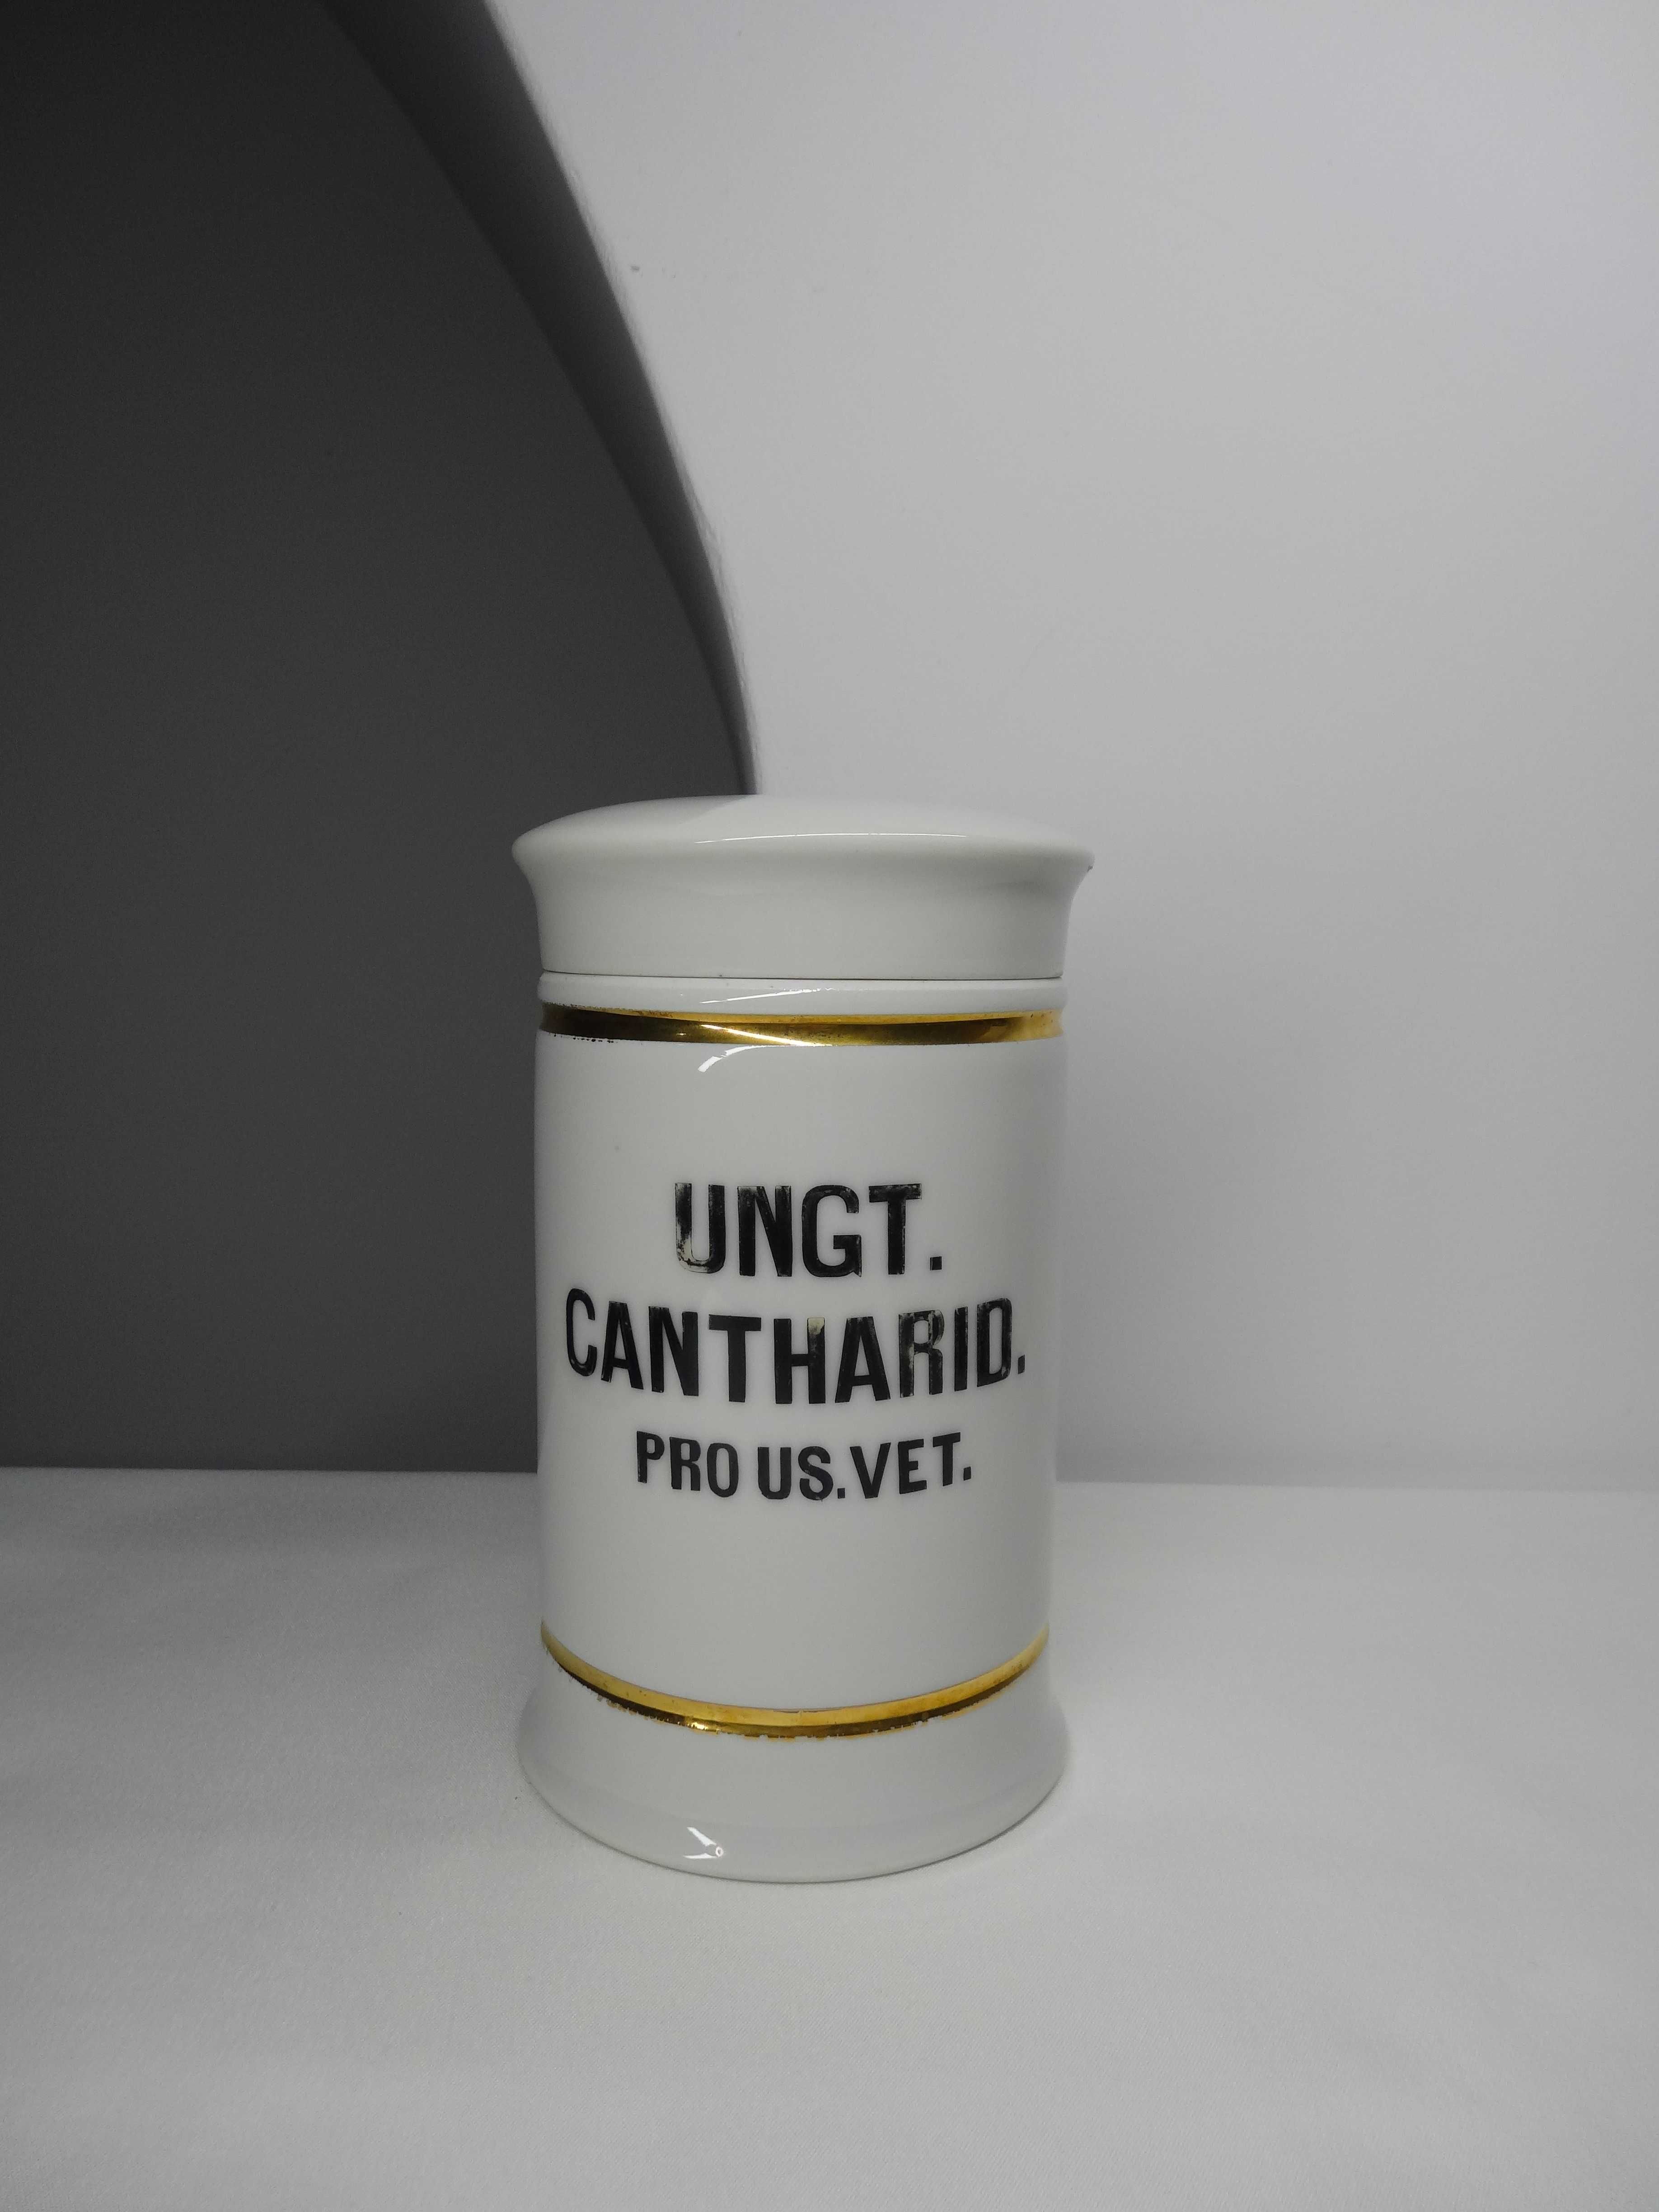 UNGT.
CANTHARID.
PRO US.VET.